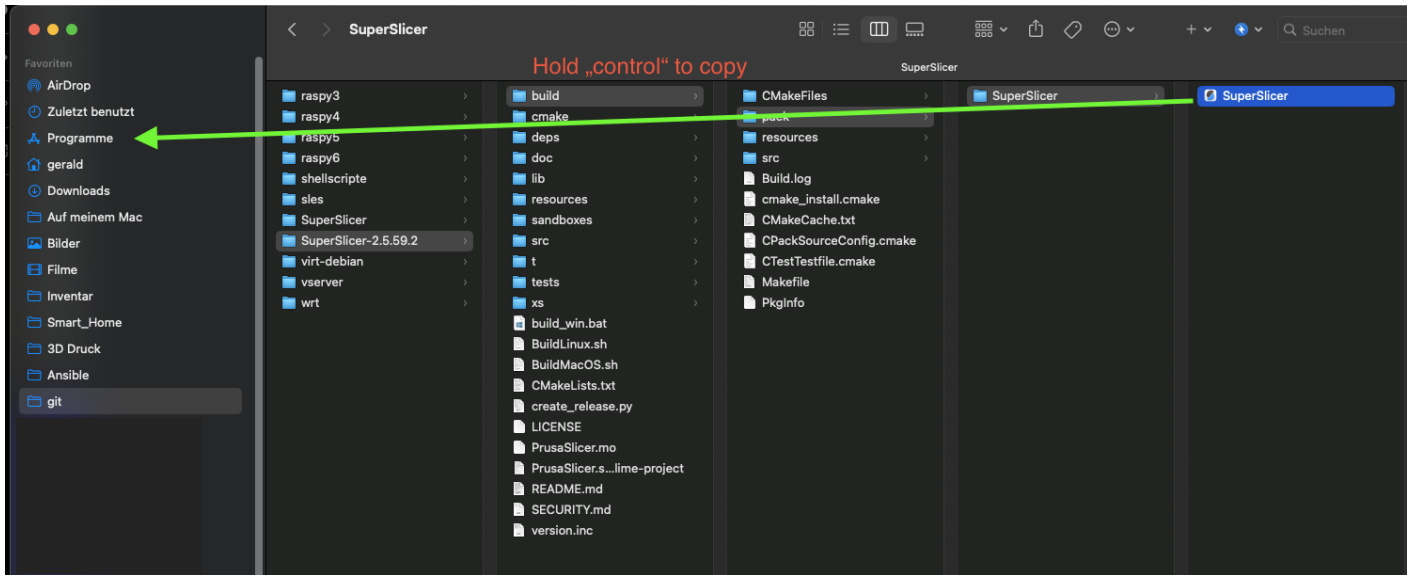 SuperSlicer
Suchen
Hold „control“ to copy
SuperSlicer
Favoriten
AirDrop
Zuletzt benutzt
Programme
gerald
Downloads
Auf meinem Mac
Bilder
Filme
Inventar
Smart_Home
3D Druck
Ansible
git
raspy3
raspy4
raspy5
raspy6
shellscripte
sles
SuperSlicer
SuperSlicer-2.5.59.2
virt-debian
vserver
wrt
build
cmake
deps
doc
lib
resources
sandboxes
src
t
tests
xs
build_win.bat
BuildLinux.sh
BuildMacOS.sh
CMakeLists.txt
create_release.py
LICENSE
PrusaSlicer.mo
PrusaSlicer.s...lime-project
README.md
SECURITY.md
version.inc
CMakeFiles
pack
resources
src
Build.log
cmake_install.cmake
CMakeCache.txt
CPackSourceConfig.cmake
CTestTestfile.cmake
Makefile
PkgInfo
SuperSlicer
SuperSlicer